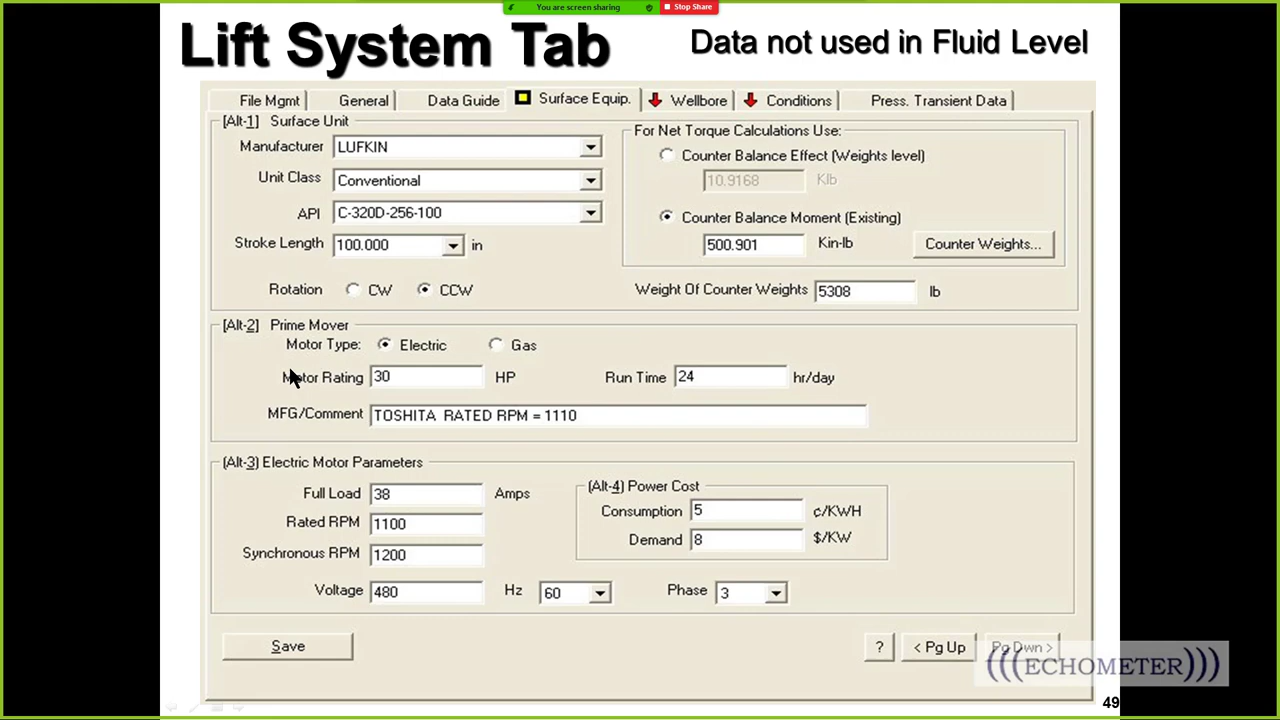 You are screen sharing Stop Share
Lift System Tab Data not used in Fluid Level
File Mgmt General Data Guide Surface Equip. Wellbore Conditions Press. Transient Data
[Alt-1] Surface Unit
Manufacturer LUFKIN
Unit Class Conventional
API C-320D-256-100
Stroke Length 100.000 in
Rotation CW CCW
For Net Torque Calculations Use:
Counter Balance Effect (Weights level)
10.9168 Klb
Counter Balance Moment (Existing)
500.901 Kin-lb Counter Weights...
Weight Of Counter Weights 5308 lb
[Alt-2] Prime Mover
Motor Type: Electric Gas
Motor Rating 30 HP Run Time 24 hr/day
MFG/Comment TOSHITA RATED RPM = 1110
(Alt-3) Electric Motor Parameters
Full Load 38 Amps
Rated RPM 1100
Synchronous RPM 1200
Voltage 480 Hz 60 Phase 3
(Alt-4) Power Cost
Consumption 5 ¢/KWH
Demand 8 $/KW
Save ? < Pg Up Pg Dwn >
(((ECHOMETER)))
49